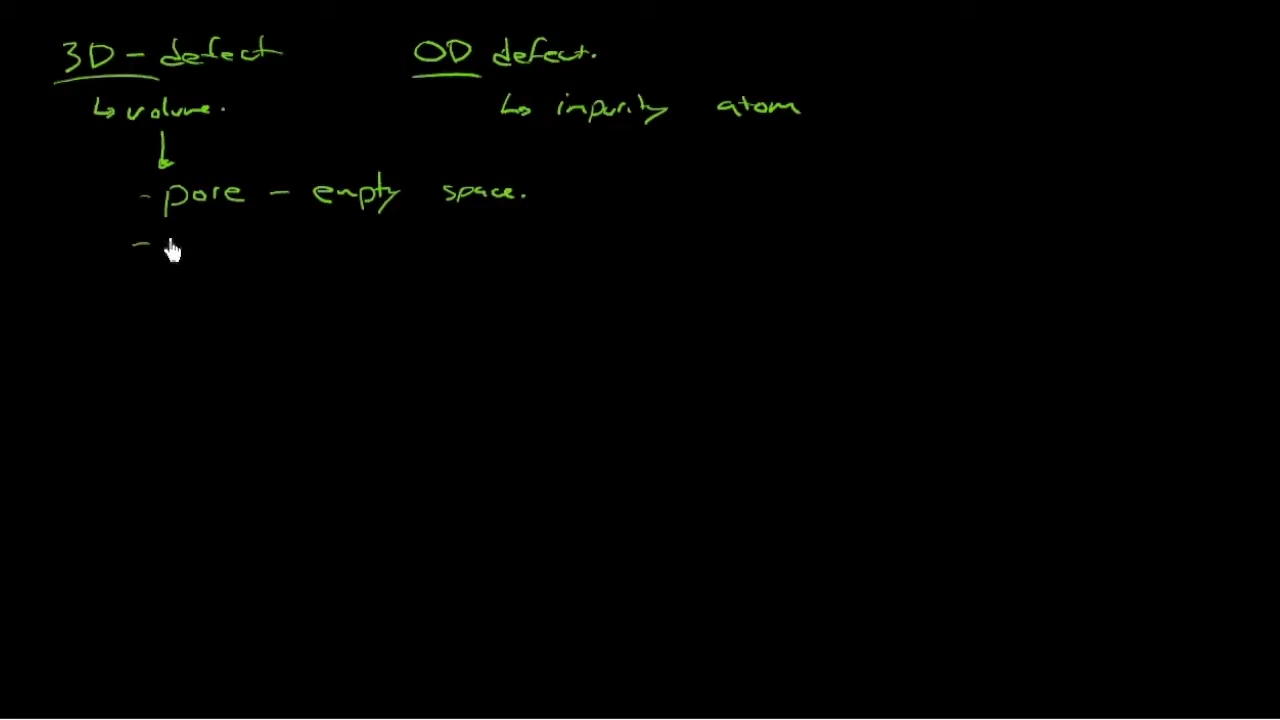 3D - defect OD defect.
↳ volume. ↳ impurity atom
- pore - empty space.
-